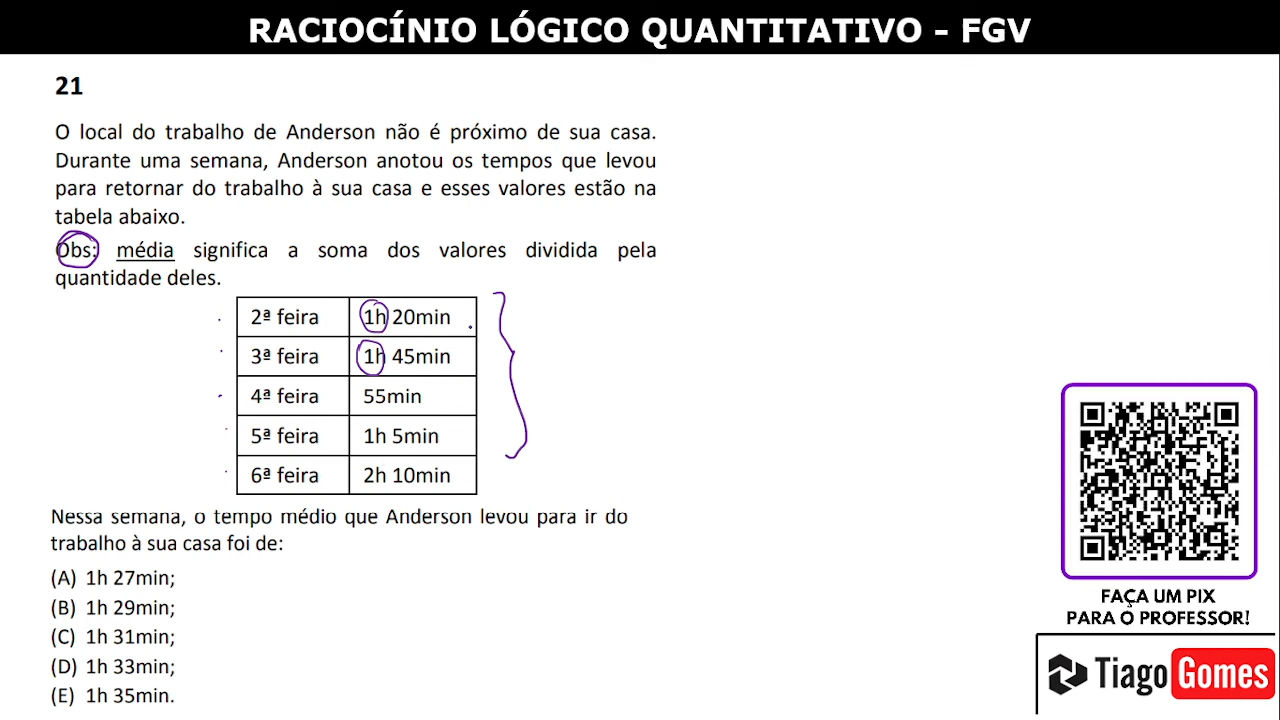 RACIOCÍNIO LÓGICO QUANTITATIVO - FGV
21
O local do trabalho de Anderson não é próximo de sua casa.
Durante uma semana, Anderson anotou os tempos que levou
para retornar do trabalho à sua casa e esses valores estão na
tabela abaixo.
Obs: média significa a soma dos valores dividida pela
quantidade deles.
2ª feira 1h 20min
3ª feira 1h 45min
4ª feira 55min
5ª feira 1h 5min
6ª feira 2h 10min
Nessa semana, o tempo médio que Anderson levou para ir do
trabalho à sua casa foi de:
(A) 1h 27min;
(B) 1h 29min;
(C) 1h 31min;
(D) 1h 33min;
(E) 1h 35min.
FAÇA UM PIX
PARA O PROFESSOR!
Tiago Gomes